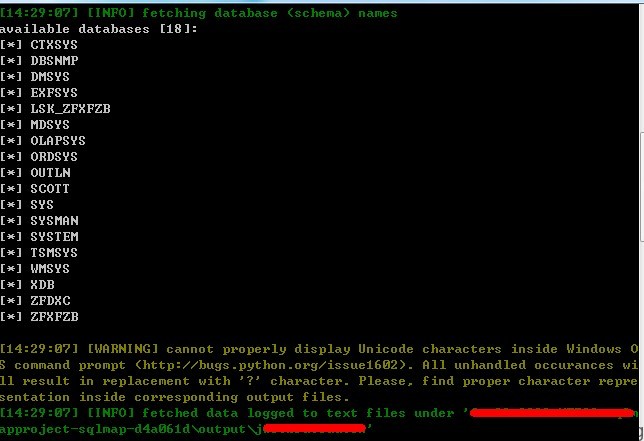 [14:29:07] [INFO] fetching database (schema) names
available databases [18]:
[*] CTXSYS
[*] DBSNMP
[*] DMSYS
[*] EXFSYS
[*] LSK_ZFXFZB
[*] MDSYS
[*] OLAPSYS
[*] ORDSYS
[*] OUTLN
[*] SCOTT
[*] SYS
[*] SYSMAN
[*] SYSTEM
[*] TSMSYS
[*] WMSYS
[*] XDB
[*] ZFDXC
[*] ZFXFZB
[14:29:07] [WARNING] cannot properly display Unicode characters inside Windows O
S command prompt (http://bugs.python.org/issue1602). All unhandled occurances wi
ll result in replacement with '?' character. Please, find proper character repre
sentation inside corresponding output files.
[14:29:07] [INFO] fetched data logged to text files under '
approject-sqlmap-d4a061d\output\j